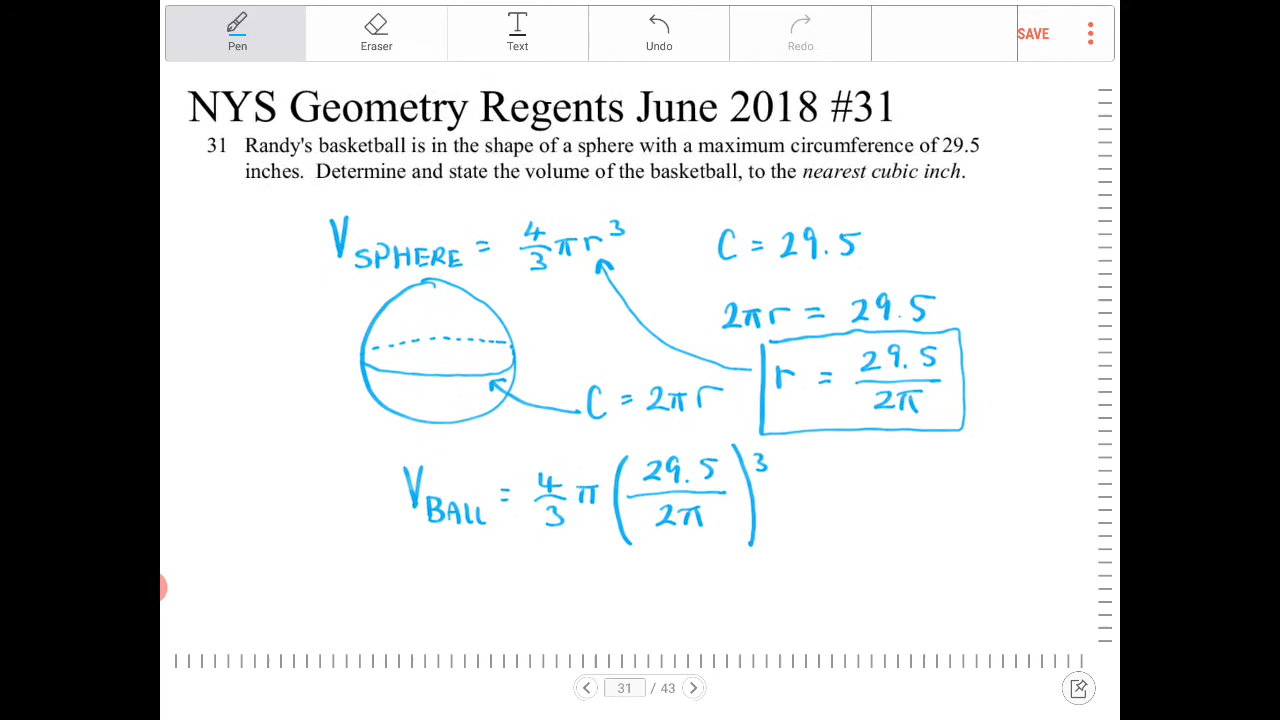 Pen
Eraser
Text
Undo
Redo
SAVE
NYS Geometry Regents June 2018 #31
31 Randy's basketball is in the shape of a sphere with a maximum circumference of 29.5
inches. Determine and state the volume of the basketball, to the nearest cubic inch.
V SPHERE = 4/3 π r³
C = 29.5
2πr = 29.5
r = 29.5/2π
C = 2πr
V BALL = 4/3 π (29.5/2π)³
31 / 43